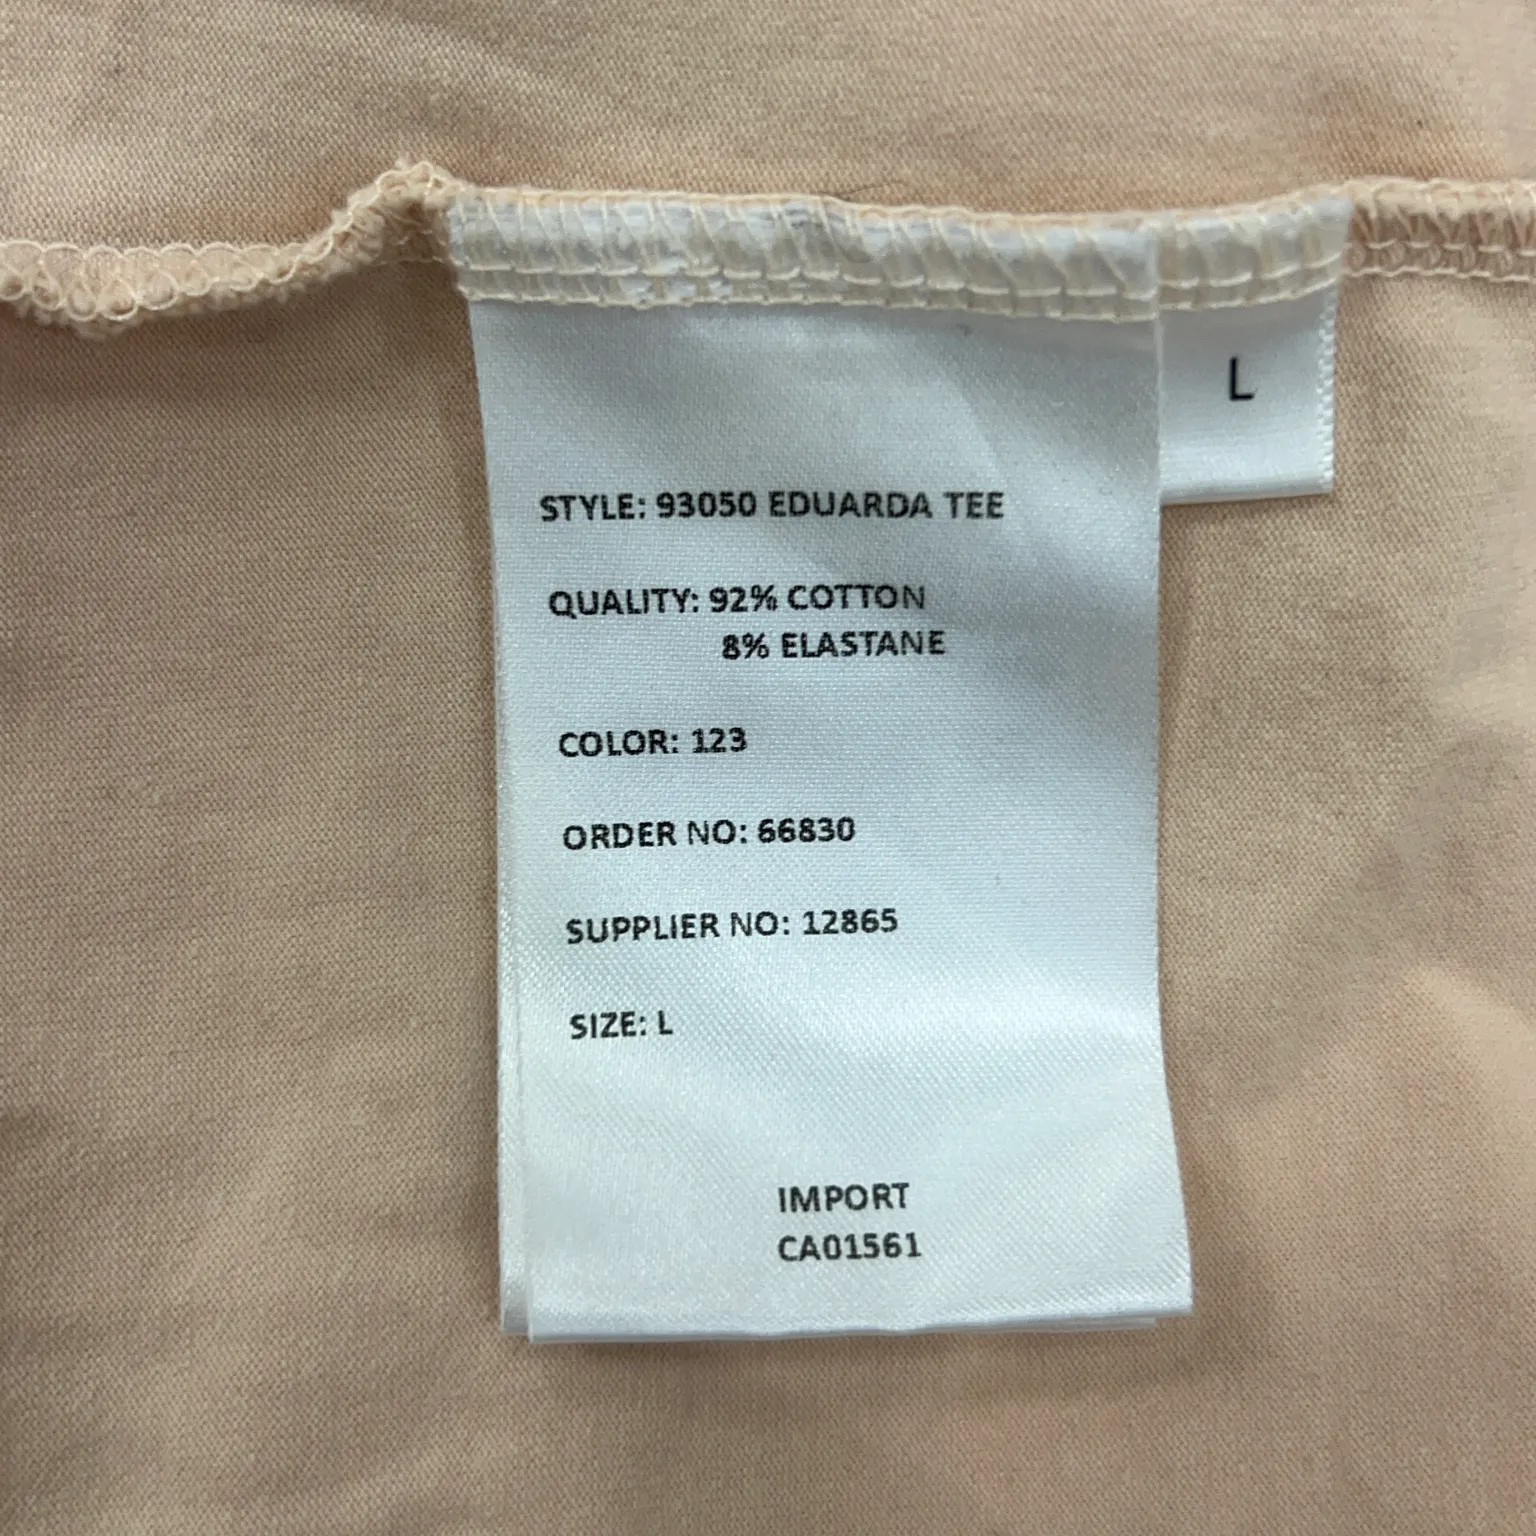 L
STYLE: 93050 EDUARDA TEE
QUALITY: 92% COTTON
8% ELASTANE
COLOR: 123
ORDER NO: 66830
SUPPLIER NO: 12865
SIZE: L
IMPORT
CA01561